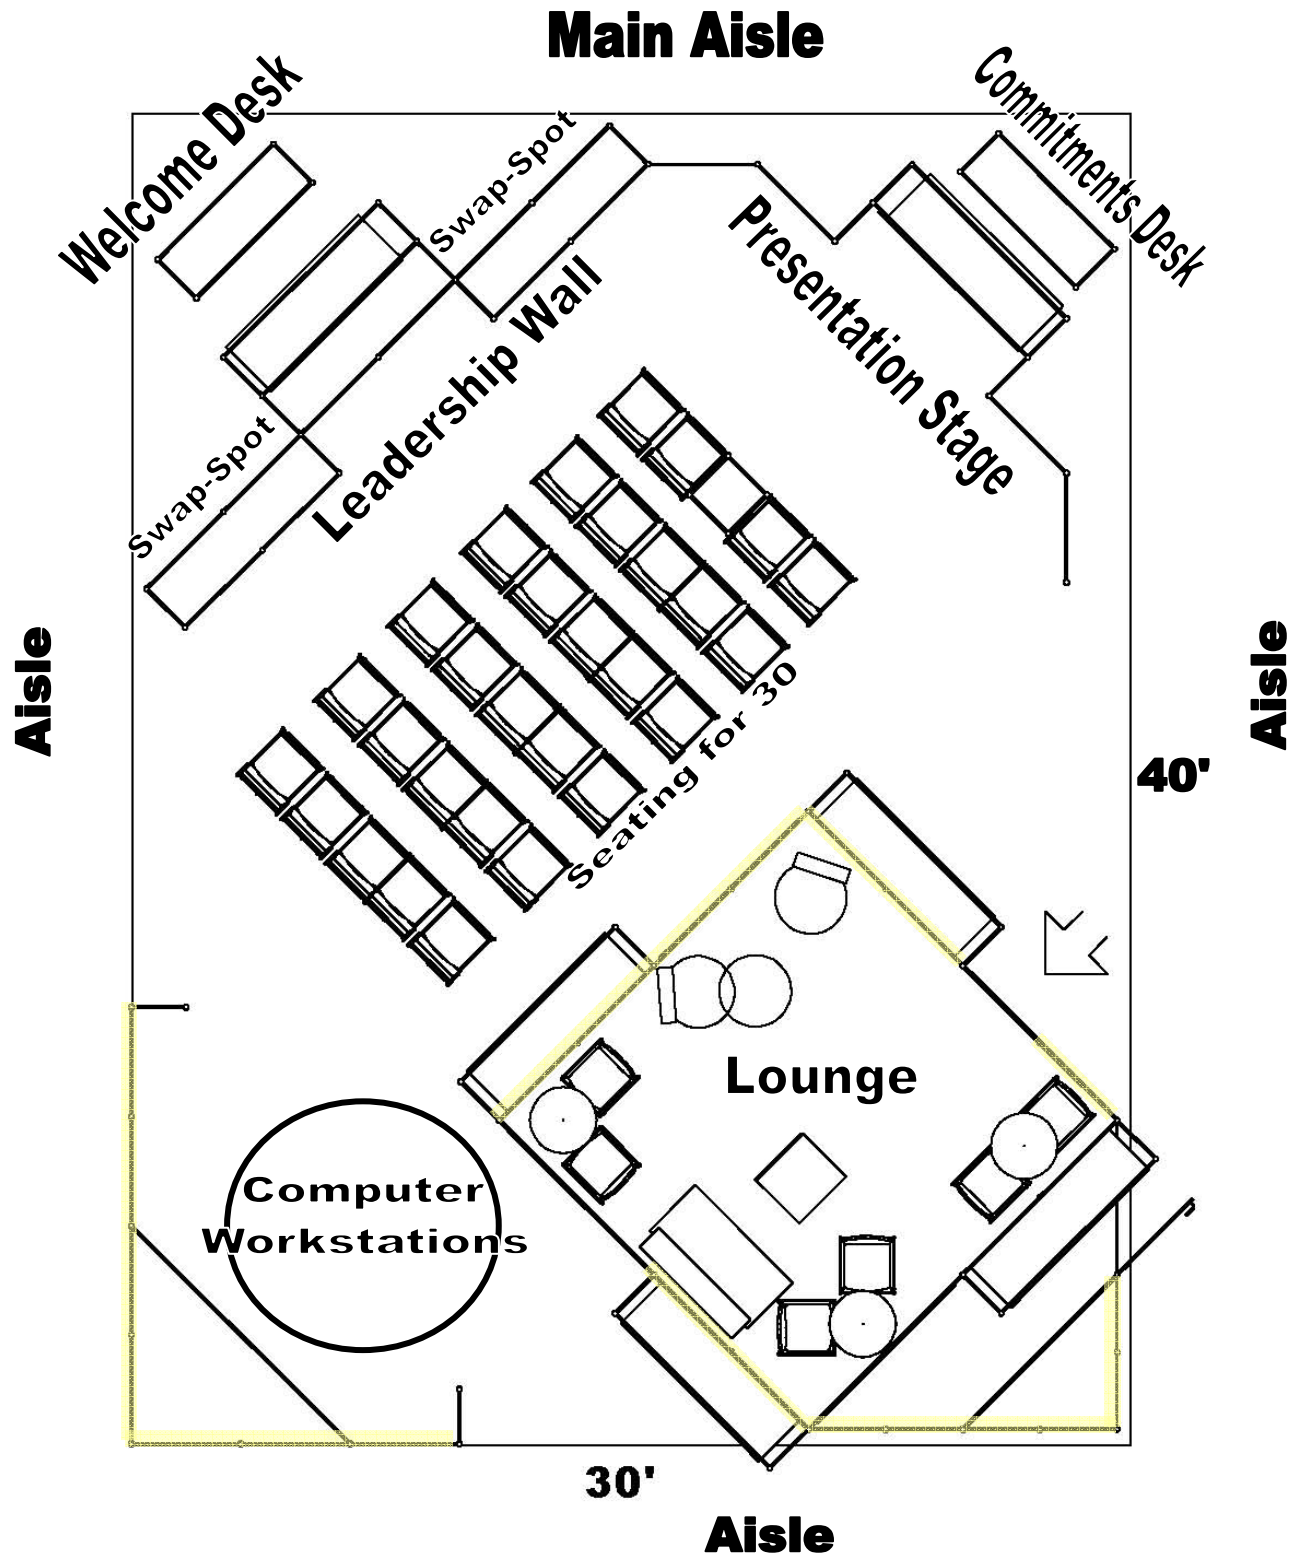 Main Aisle
Welcome Desk
Commitments Desk
Swap-Spot
Presentation Stage
Leadership Wall
Swap-Spot
Aisle
Aisle
Seating for 30
40'
Lounge
Computer
Workstations
30'
Aisle